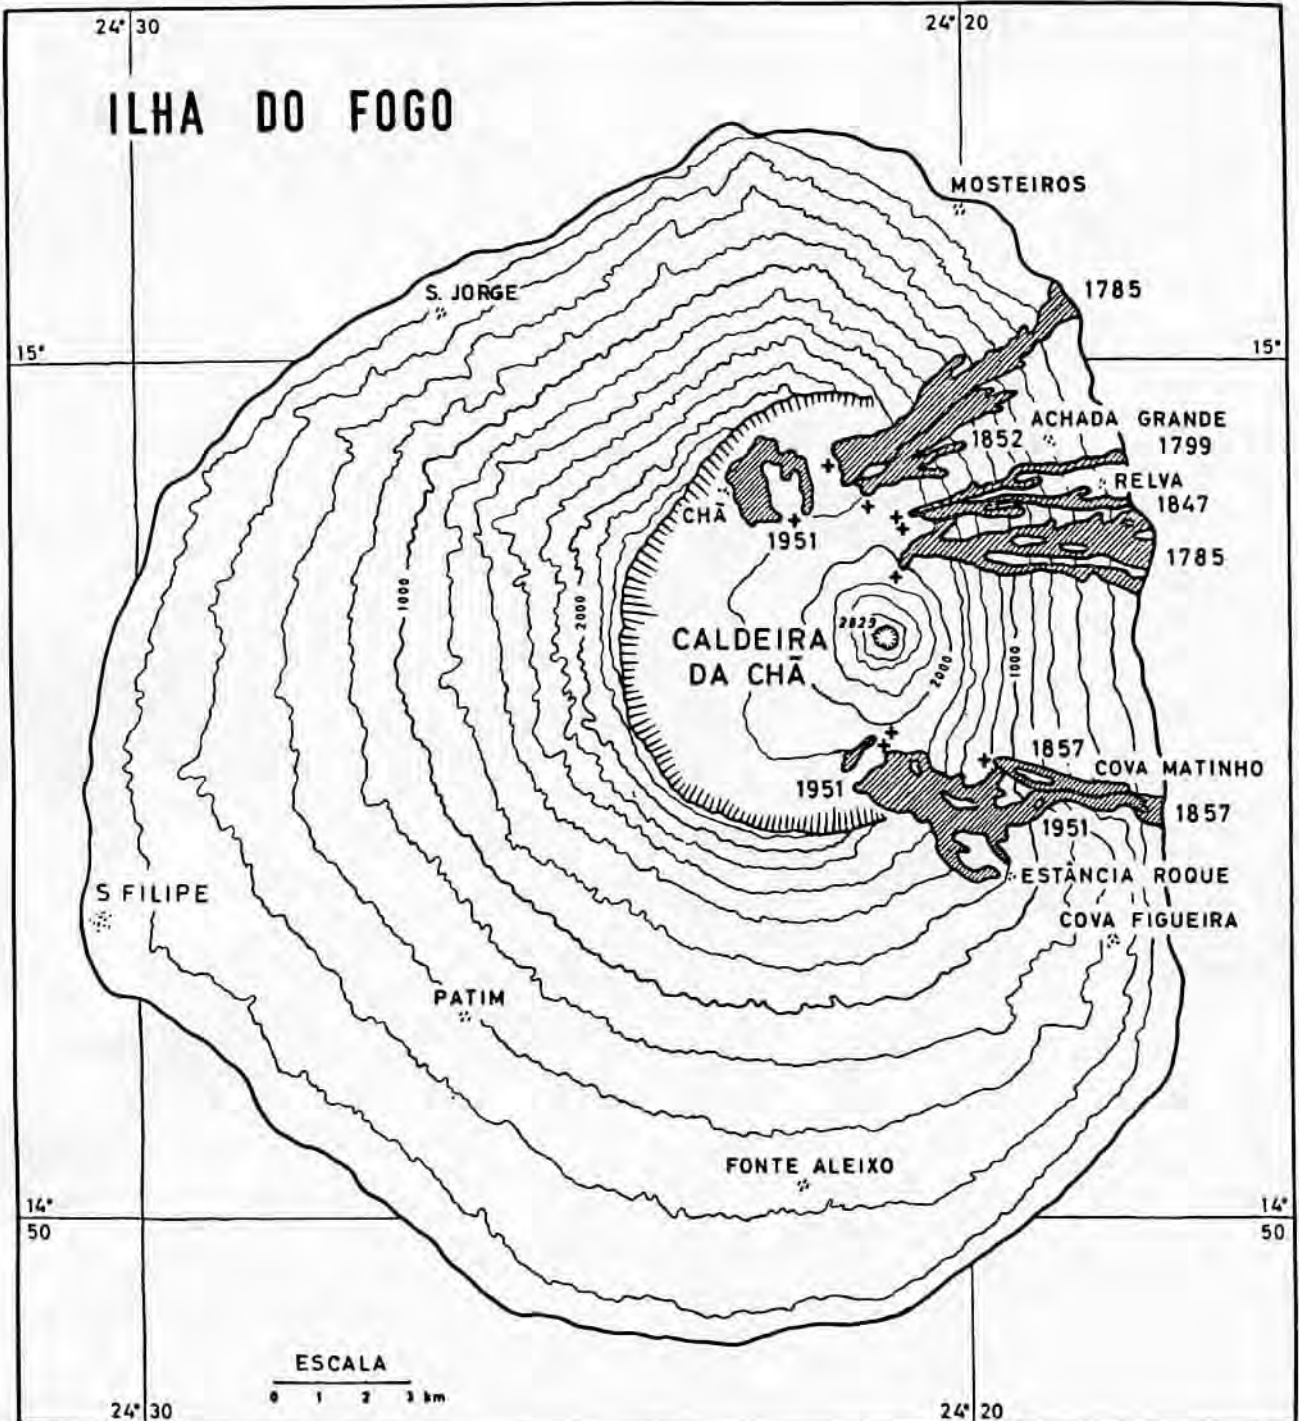 24° 30
24° 20
ILHA DO FOGO
MOSTEIROS
S. JORGE
1785
15°
15°
ACHADA GRANDE
1852
1799
RELVA
CHÃ
1847
1951
1785
1000
2000
2829
CALDEIRA
DA CHÃ
2000
1000
1857
COVA MATINHO
1951
1857
1951
S FILIPE
ESTÂNCIA ROQUE
COVA FIGUEIRA
PATIM
FONTE ALEIXO
14°
50
14°
50
ESCALA
0 1 2 3 km
24° 30
24° 20